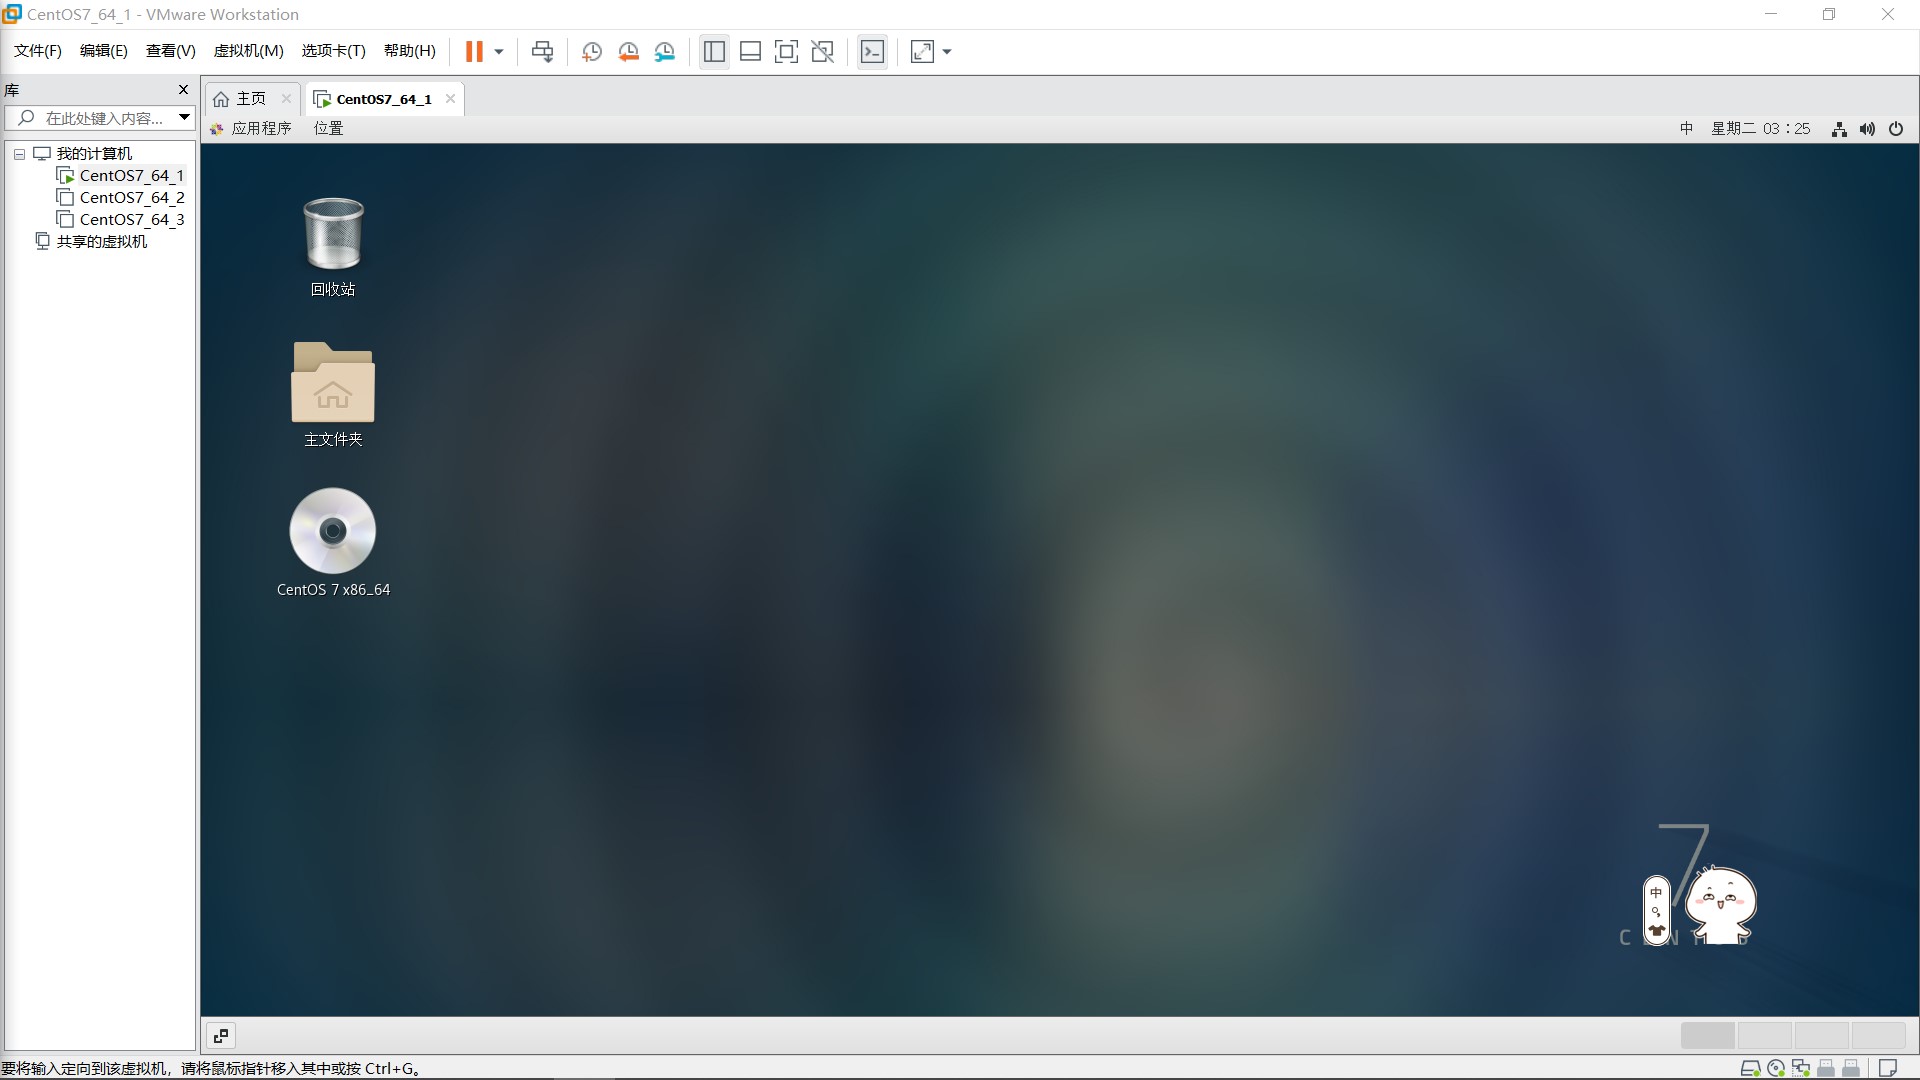 CentOS7_64_1 - VMware Workstation
文件(F) 编辑(E) 查看(V) 虚拟机(M) 选项卡(T) 帮助(H)
库
在此处键入内容...
我的计算机
CentOS7_64_1
CentOS7_64_2
CentOS7_64_3
共享的虚拟机
主页 CentOS7_64_1
应用程序 位置
中 星期二 03：25
回收站
主文件夹
CentOS 7 x86_64
7
中
要将输入定向到该虚拟机，请将鼠标指针移入其中或按 Ctrl+G。